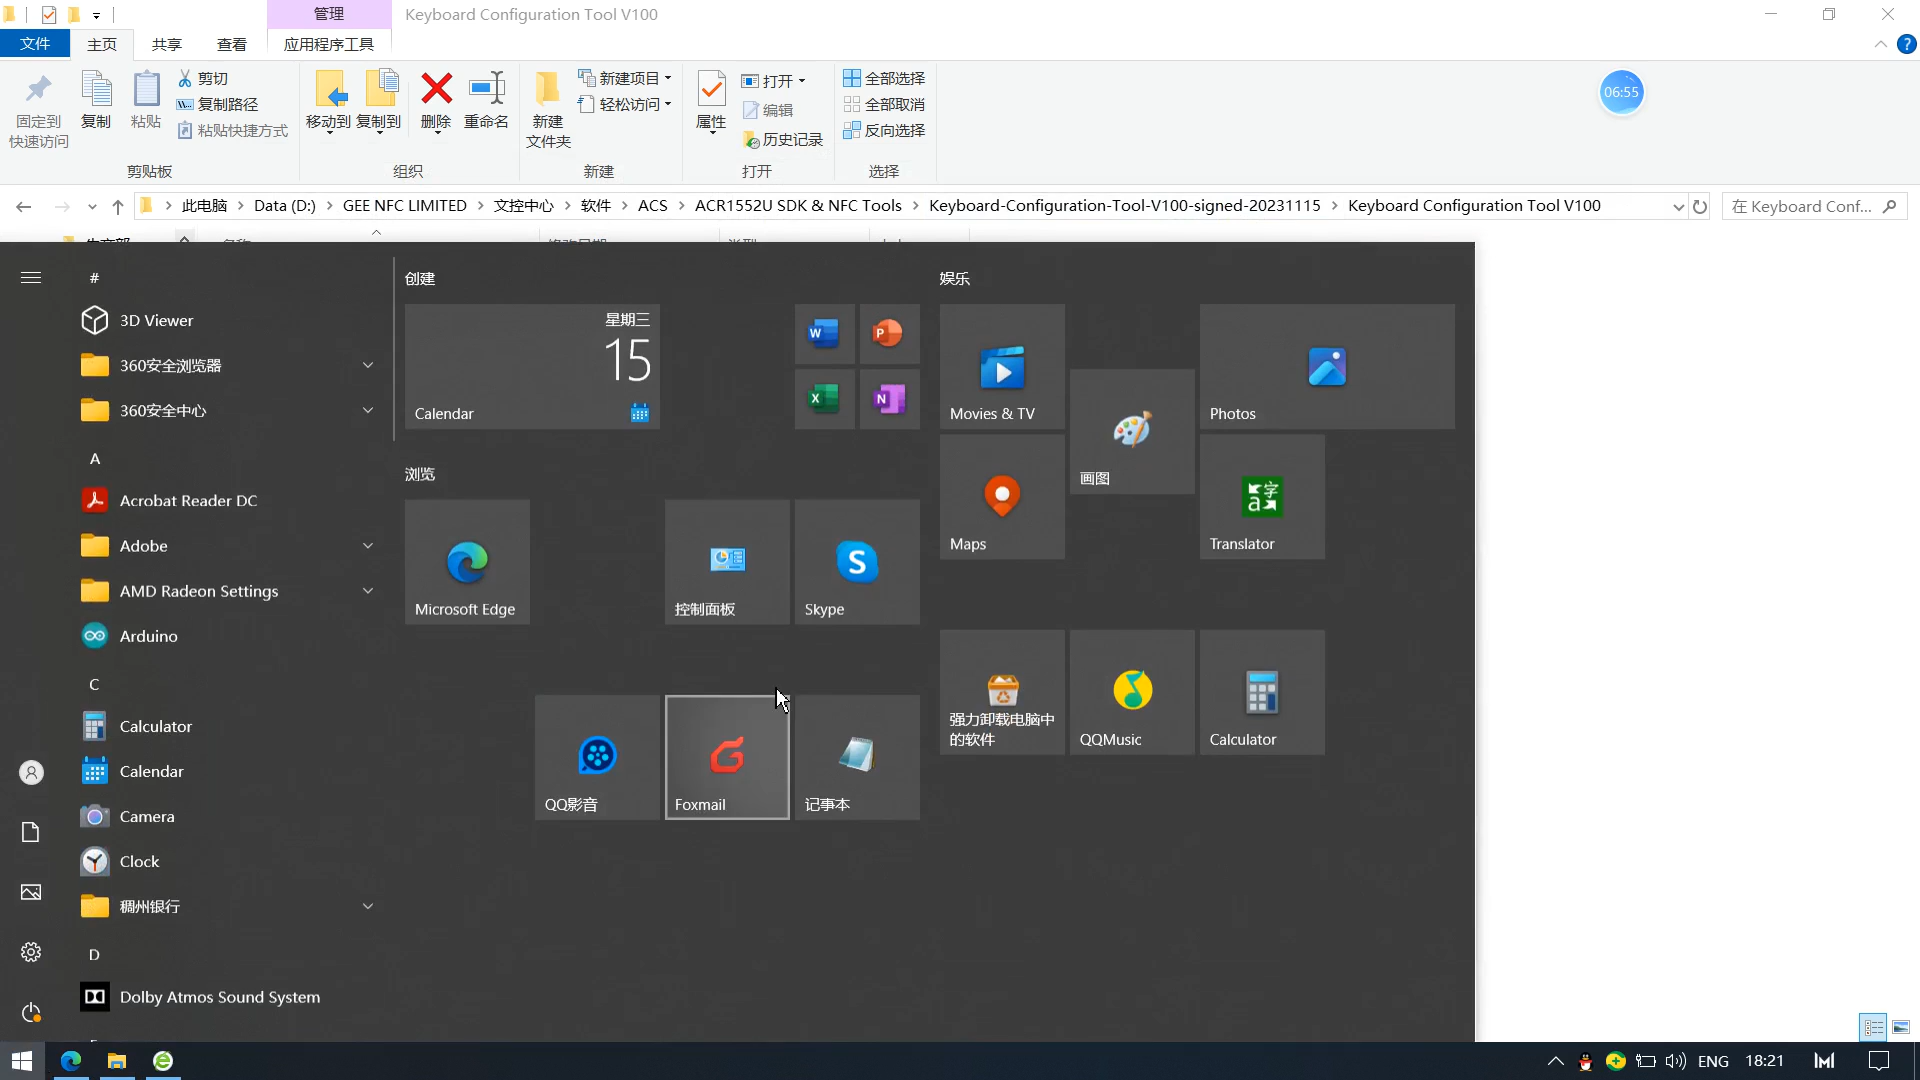 管理
Keyboard Configuration Tool V100
文件
主页
共享
查看
应用程序工具
固定到
快速访问
复制
粘贴
剪切
复制路径
粘贴快捷方式
剪贴板
移动到
复制到
删除
重命名
组织
新建
文件夹
新建项目
轻松访问
新建
属性
打开
编辑
历史记录
打开
全部选择
全部取消
反向选择
选择
06:55
此电脑
Data (D:)
GEE NFC LIMITED
文控中心
软件
ACS
ACR1552U SDK & NFC Tools
Keyboard-Configuration-Tool-V100-signed-20231115
Keyboard Configuration Tool V100
在 Keyboard Conf...
#
3D Viewer
360安全浏览器
360安全中心
A
Acrobat Reader DC
Adobe
AMD Radeon Settings
Arduino
C
Calculator
Calendar
Camera
Clock
稠州银行
D
Dolby Atmos Sound System
创建
星期三
15
Calendar
浏览
Microsoft Edge
控制面板
Skype
QQ影音
Foxmail
记事本
娱乐
Movies & TV
画图
Photos
Maps
Translator
强力卸载电脑中
的软件
QQMusic
Calculator
ENG
18:21